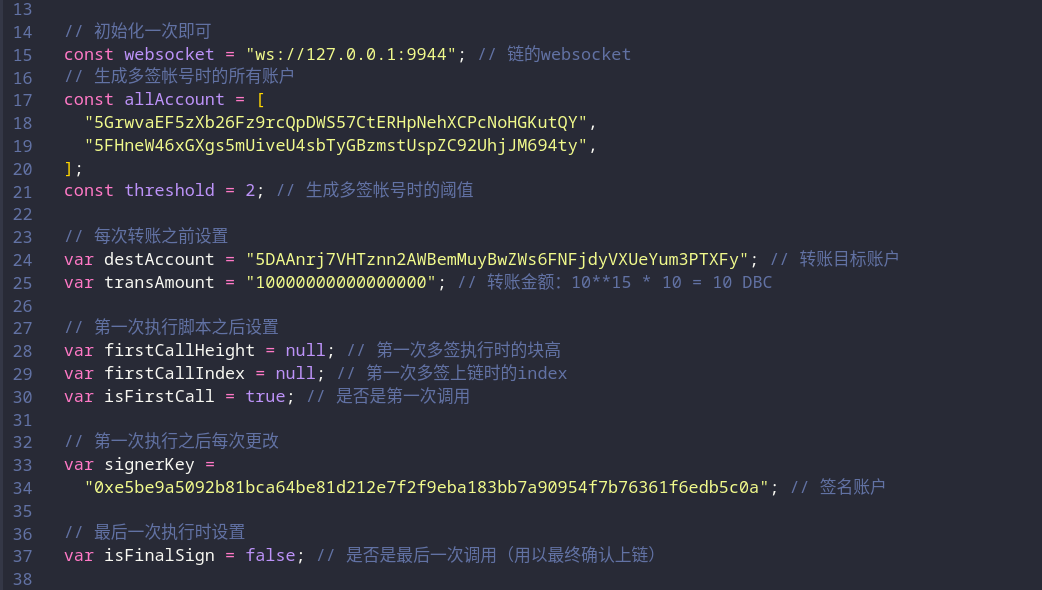 13
14 // 初始化一次即可
15 const websocket = "ws://127.0.0.1:9944"; // 链的websocket
16 // 生成多签帐号时的所有账户
17 const allAccount = [
18 "5GrwvaEF5zXb26Fz9rcQpDWS57CtERHpNehXCPcNoHGKutQY",
19 "5FHneW46xGXgs5mUiveU4sbTyGBzmstUspZC92UhjJM694ty",
20 ];
21 const threshold = 2; // 生成多签帐号时的阈值
22
23 // 每次转账之前设置
24 var destAccount = "5DAAnrj7VHTznn2AWBemMuyBwZWs6FNFjdyVXUeYum3PTXFy"; // 转账目标账户
25 var transAmount = "10000000000000000"; // 转账金额：10**15 * 10 = 10 DBC
26
27 // 第一次执行脚本之后设置
28 var firstCallHeight = null; // 第一次多签执行时的块高
29 var firstCallIndex = null; // 第一次多签上链时的index
30 var isFirstCall = true; // 是否是第一次调用
31
32 // 第一次执行之后每次更改
33 var signerKey =
34 "0xe5be9a5092b81bca64be81d212e7f2f9eba183bb7a90954f7b76361f6edb5c0a"; // 签名账户
35
36 // 最后一次执行时设置
37 var isFinalSign = false; // 是否是最后一次调用（用以最终确认上链）
38